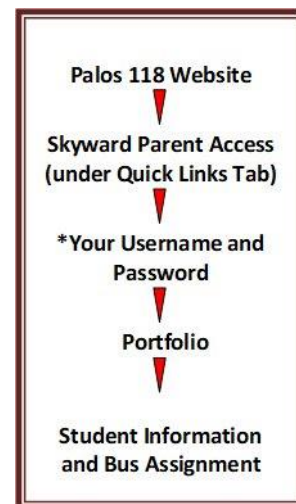 Palos 118 Website
Skyward Parent Access
(under Quick Links Tab)
*Your Username and
Password
Portfolio
Student Information
and Bus Assignment